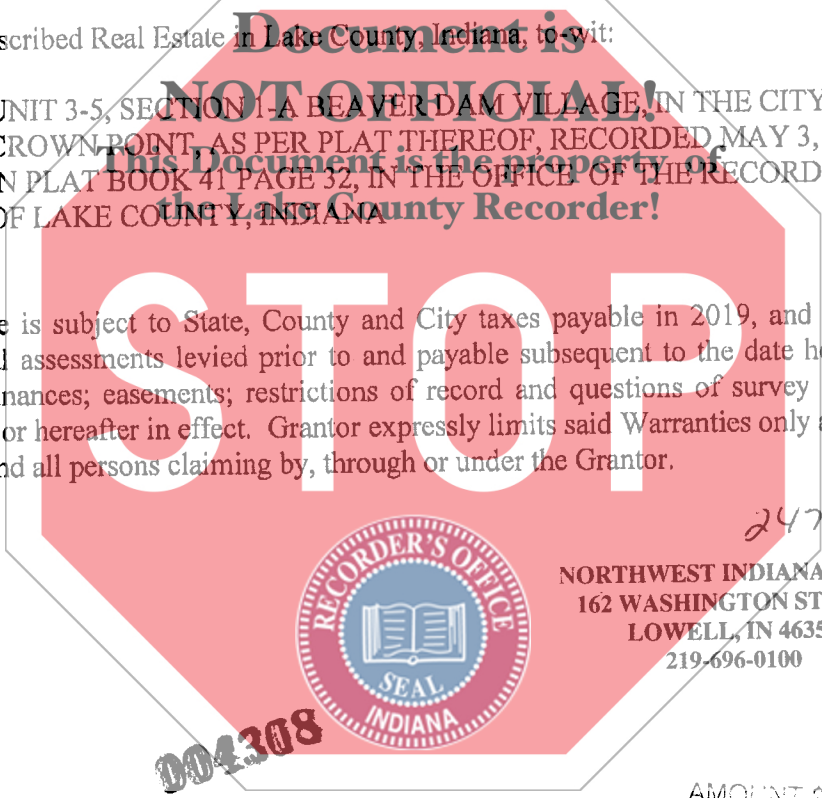 scribed Real Estate in Lake County, Indiana, to-wit:
Document is
NOT OFFICIAL!
UNIT 3-5, SECTION 1-A BEAVER DAM VILLAGE, IN THE CITY
CROWN POINT, AS PER PLAT THEREOF, RECORDED MAY 3,
This Document is the property of
N PLAT BOOK 41 PAGE 32, IN THE OFFICE OF THE RECORD
the Lake County Recorder!
OF LAKE COUNTY, INDIANA
STOP
e is subject to State, County and City taxes payable in 2019, and
l assessments levied prior to and payable subsequent to the date he
nances; easements; restrictions of record and questions of survey
or hereafter in effect. Grantor expressly limits said Warranties only a
nd all persons claiming by, through or under the Grantor.
247
NORTHWEST INDIANA
162 WASHINGTON ST
LOWELL, IN 4635
219-696-0100
RECORDER'S OFFICE
SEAL
INDIANA
004308
AMOUNT